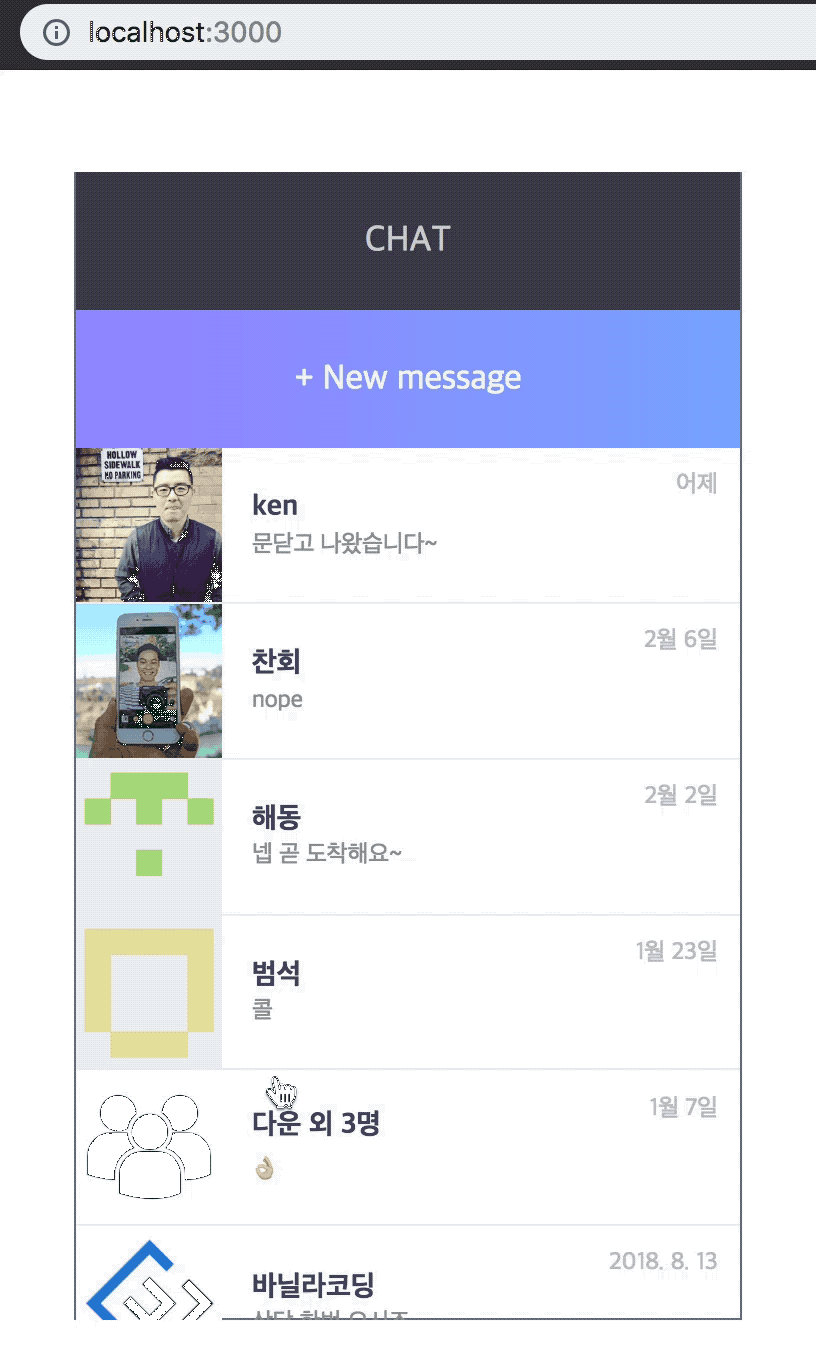 localhost:3000
CHAT
+ New message
HOLLOW
SIDEWALK
NO PARKING
어제
ken
문닫고 나왔습니다~
2월 6일
찬회
nope
2월 2일
해동
넵 곧 도착해요~
1월 23일
범석
콜
1월 7일
다운 외 3명
👌🏼
2018. 8. 13
바닐라코딩